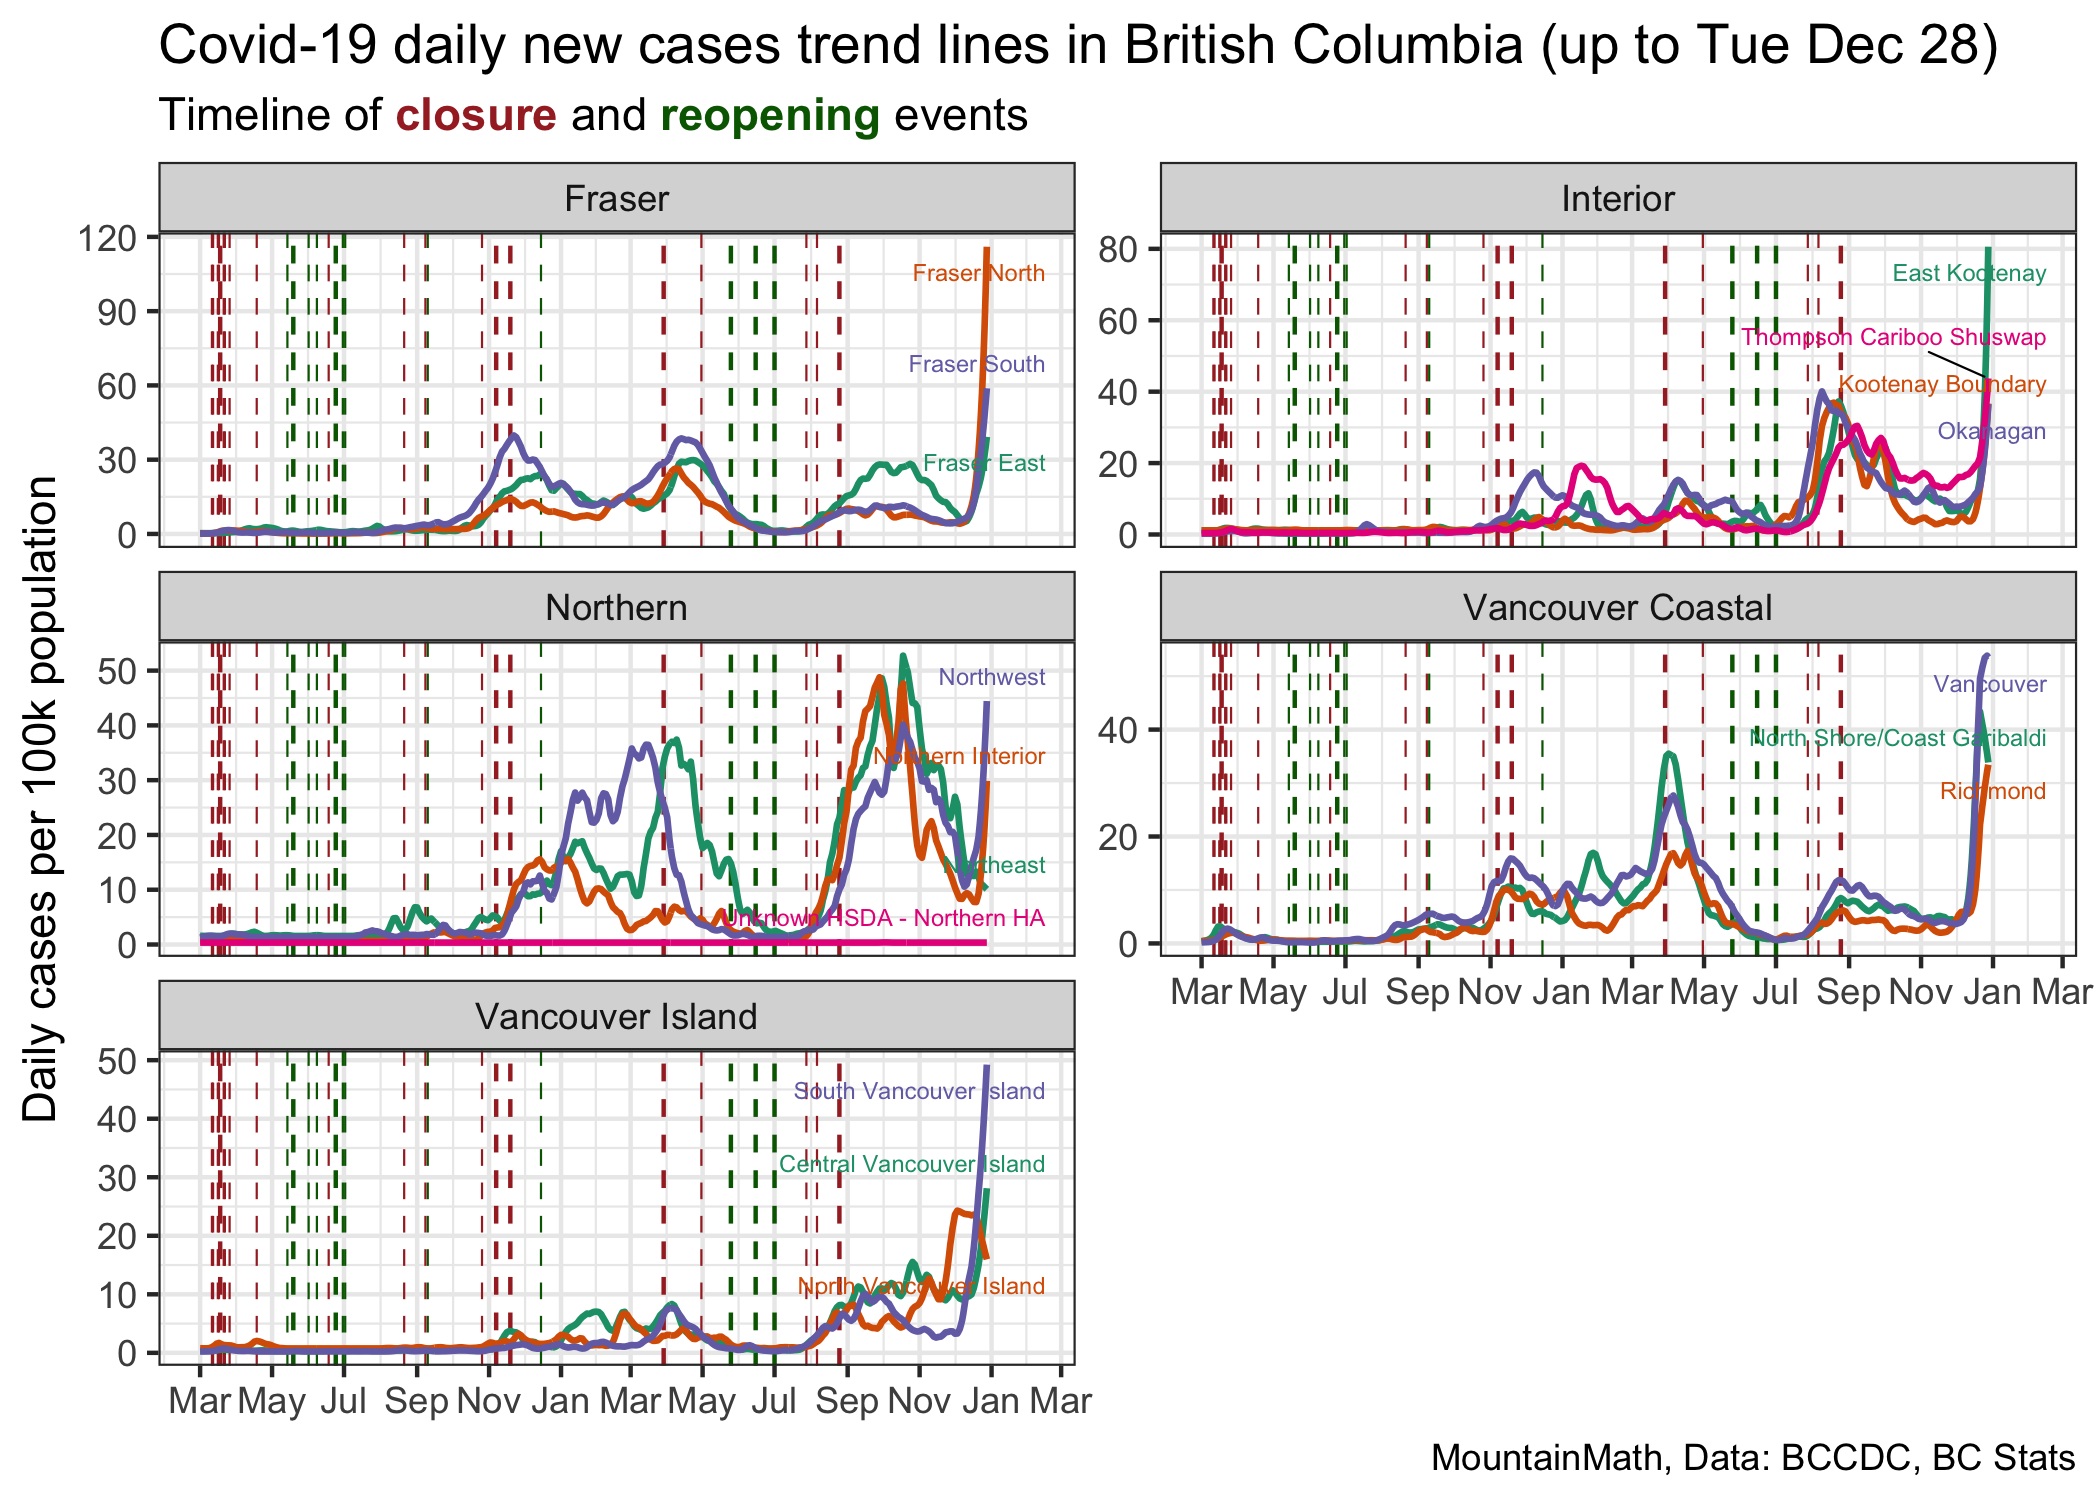 Covid-19 daily new cases trend lines in British Columbia (up to Tue Dec 28)
Timeline of closure and reopening events
Daily cases per 100k population
Fraser
120
90
60
30
0
Fraser North
Fraser South
Fraser East
Interior
80
60
40
20
0
East Kootenay
Thompson Cariboo Shuswap
Kootenay Boundary
Okanagan
Northern
50
40
30
20
10
0
Northwest
Northern Interior
Northeast
Unknown HSDA - Northern HA
Vancouver Coastal
40
20
0
Vancouver
North Shore/Coast Garibaldi
Richmond
Mar May Jul Sep Nov Jan Mar May Jul Sep Nov Jan Mar
Vancouver Island
50
40
30
20
10
0
South Vancouver Island
Central Vancouver Island
North Vancouver Island
Mar May Jul Sep Nov Jan Mar May Jul Sep Nov Jan Mar
MountainMath, Data: BCCDC, BC Stats